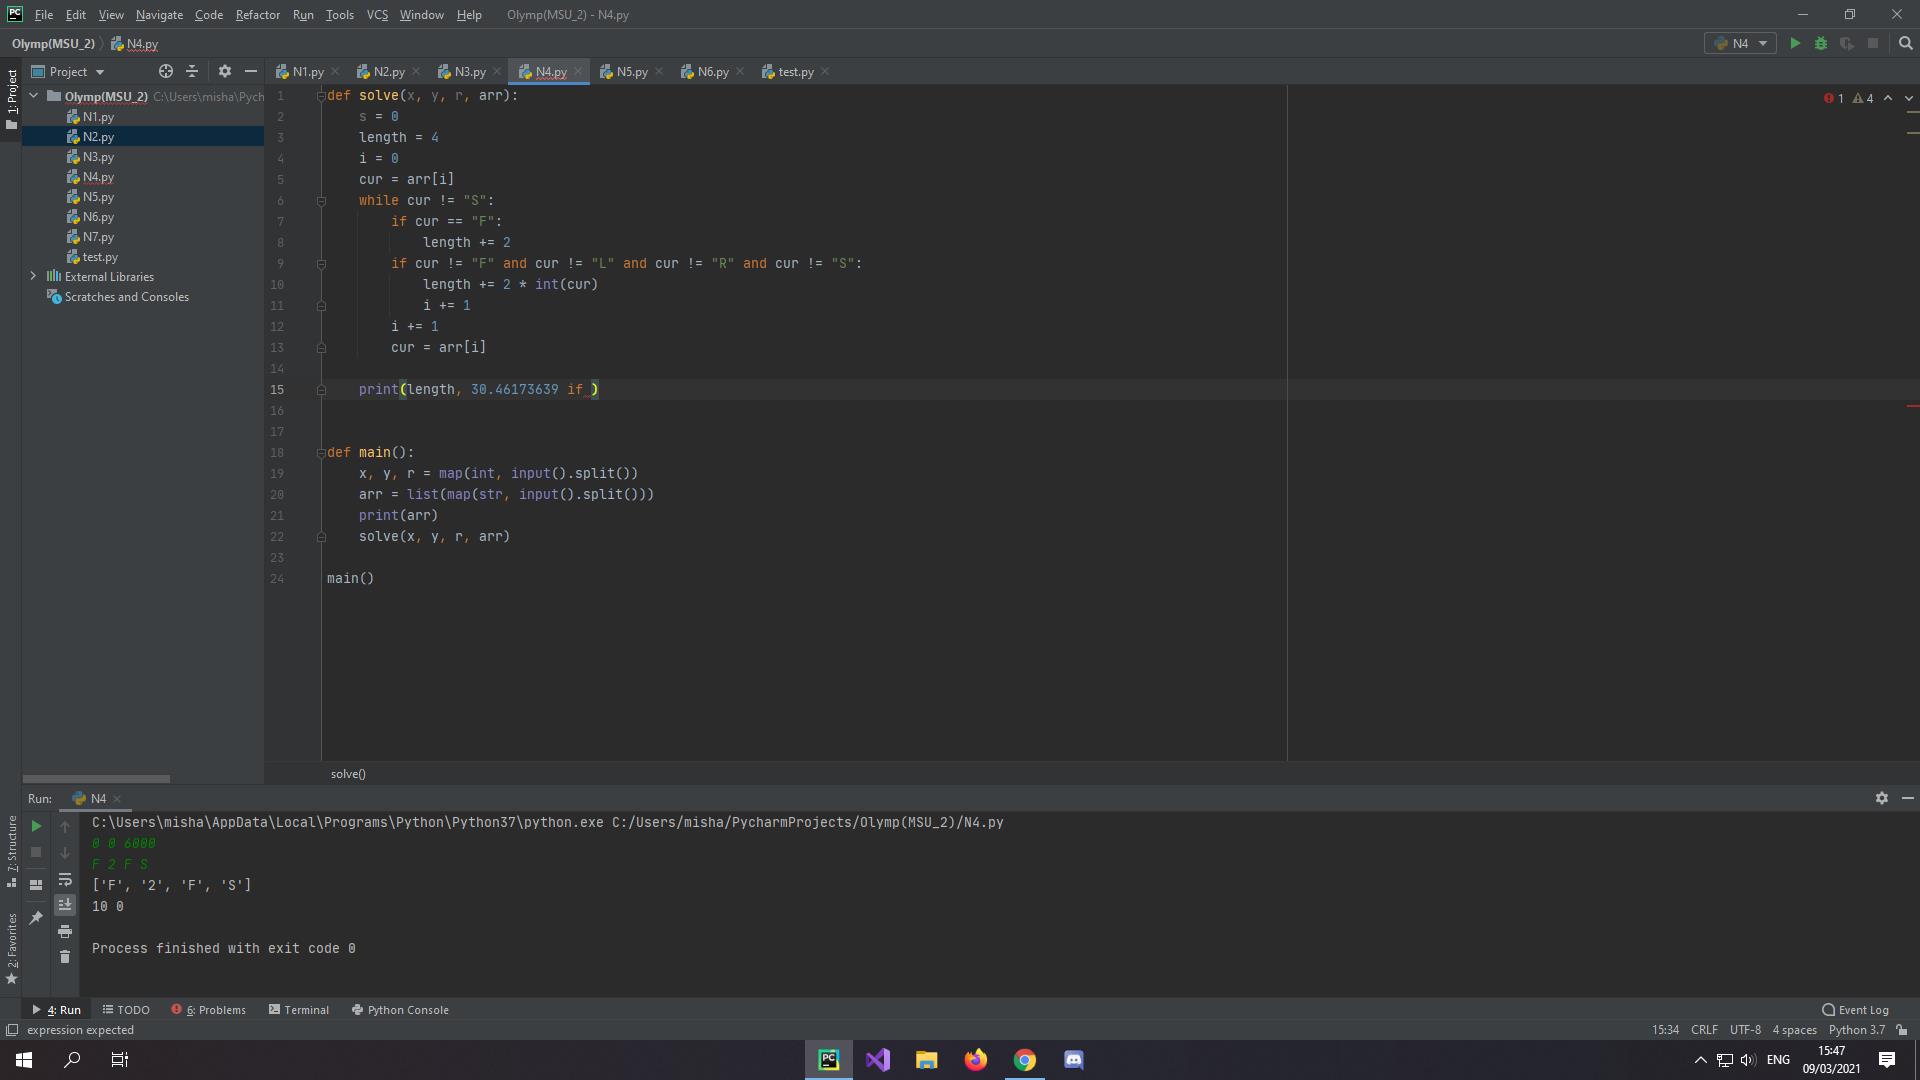 PC File Edit View Navigate Code Refactor Run Tools VCS Window Help Olymp(MSU_2) - N4.py
Olymp(MSU_2) N4.py N4
1: Project
Project
N1.py N2.py N3.py N4.py N5.py N6.py test.py
Olymp(MSU_2) C:\Users\misha\Pych
N1.py
N2.py
N3.py
N4.py
N5.py
N6.py
N7.py
test.py
External Libraries
Scratches and Consoles
1 4
1 def solve(x, y, r, arr):
2 s = 0
3 length = 4
4 i = 0
5 cur = arr[i]
6 while cur != "S":
7 if cur == "F":
8 length += 2
9 if cur != "F" and cur != "L" and cur != "R" and cur != "S":
10 length += 2 * int(cur)
11 i += 1
12 i += 1
13 cur = arr[i]
14
15 print(length, 30.46173639 if )
16
17
18 def main():
19 x, y, r = map(int, input().split())
20 arr = list(map(str, input().split()))
21 print(arr)
22 solve(x, y, r, arr)
23
24 main()
solve()
Run: N4
7: Structure
2: Favorites
C:\Users\misha\AppData\Local\Programs\Python\Python37\python.exe C:/Users/misha/PycharmProjects/Olymp(MSU_2)/N4.py
0 0 6000
F 2 F S
['F', '2', 'F', 'S']
10 0
Process finished with exit code 0
4: Run TODO 6: Problems Terminal Python Console Event Log
expression expected 15:34 CRLF UTF-8 4 spaces Python 3.7
PC ENG 15:47
09/03/2021